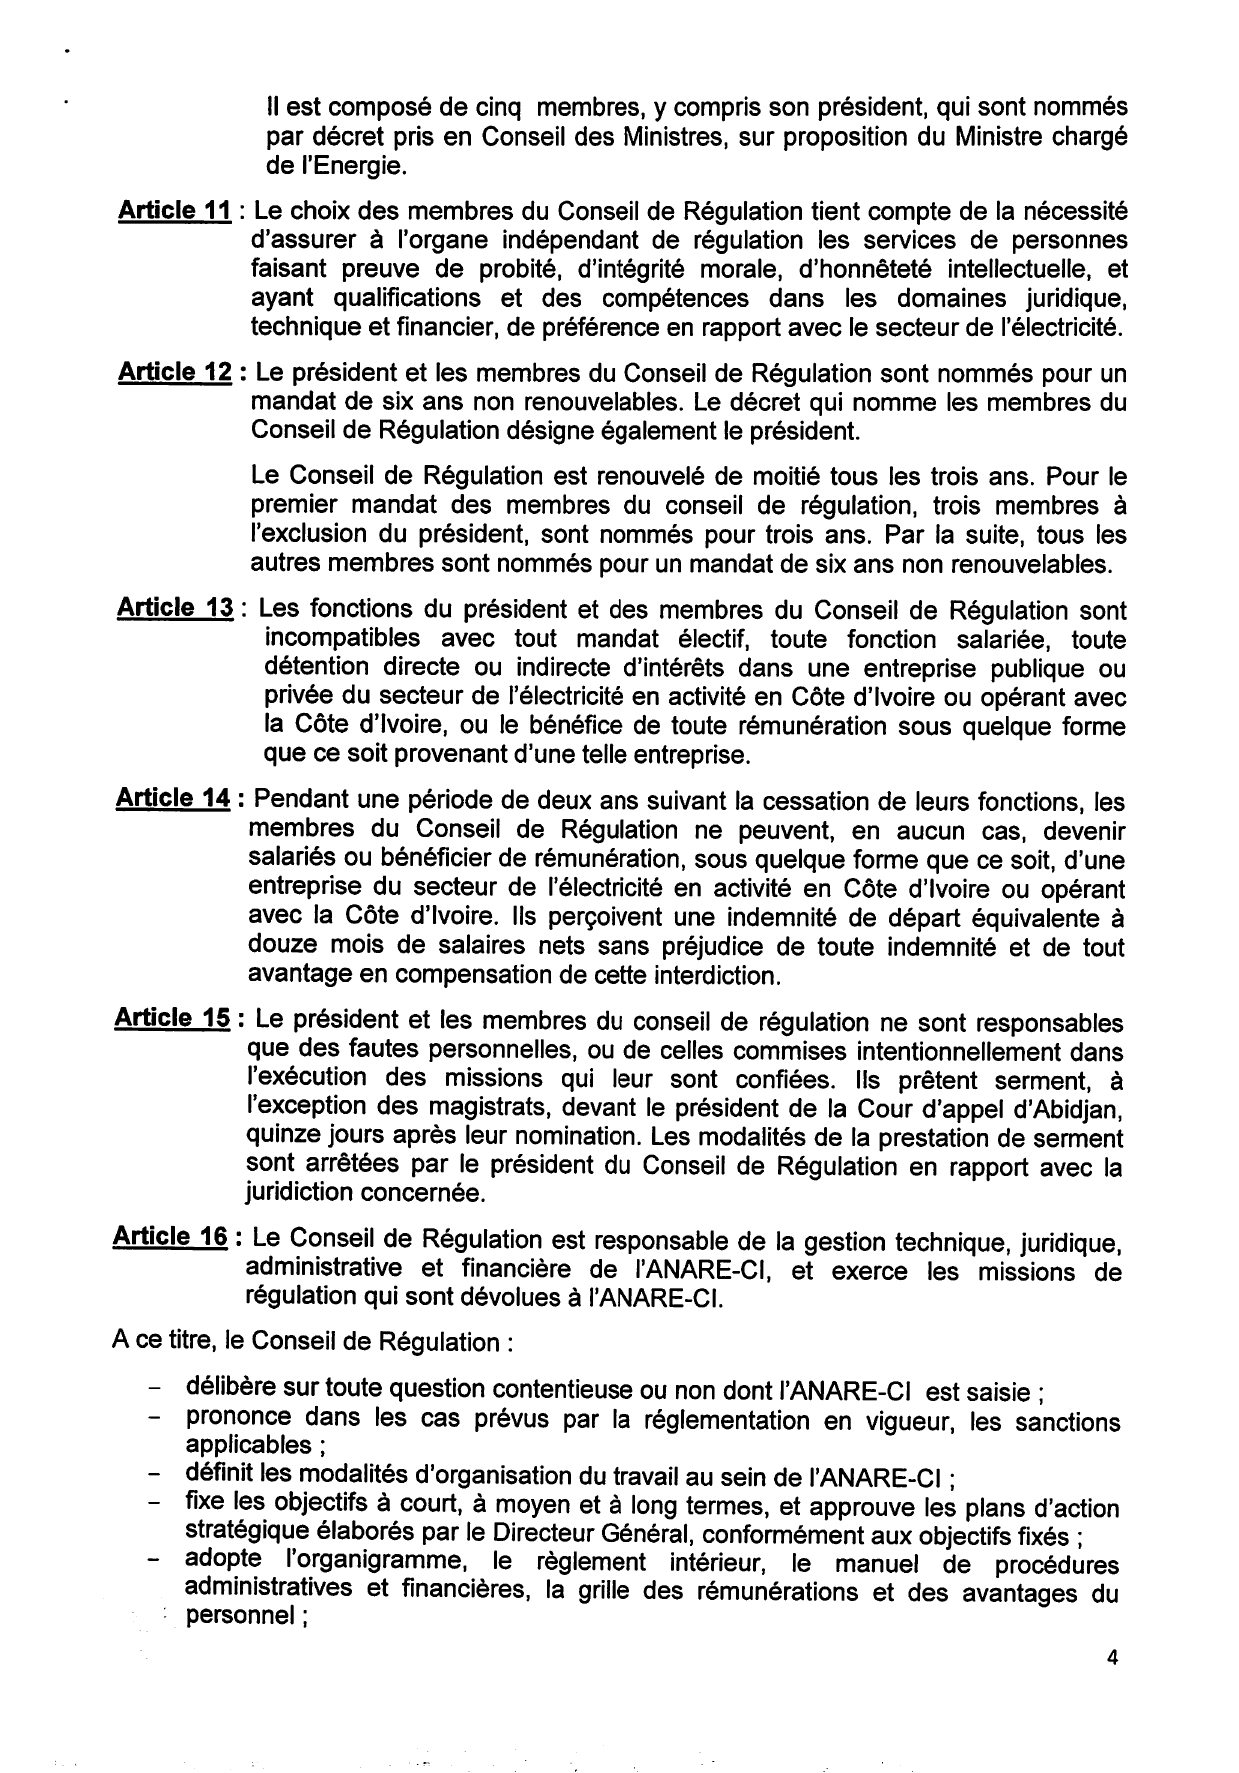 Il est composé de cinq  membres, y compris son président, qui sont nommés
par décret pris en Conseil des Ministres, sur proposition du Ministre chargé
de l'Energie.
Article 11 : Le choix des membres du Conseil de Régulation tient compte de la nécessité
d'assurer à l'organe indépendant de régulation les services de personnes
faisant preuve de probité, d'intégrité morale, d'honnêteté intellectuelle, et
ayant qualifications et des compétences dans les domaines juridique,
technique et financier, de préférence en rapport avec le secteur de l'électricité.
Article 12 : Le président et les membres du Conseil de Régulation sont nommés pour un
mandat de six ans non renouvelables. Le décret qui nomme les membres du
Conseil de Régulation désigne également le président.
Le Conseil de Régulation est renouvelé de moitié tous les trois ans. Pour le
premier mandat des membres du conseil de régulation, trois membres à
l'exclusion du président, sont nommés pour trois ans. Par la suite, tous les
autres membres sont nommés pour un mandat de six ans non renouvelables.
Article 13 : Les fonctions du président et des membres du Conseil de Régulation sont
incompatibles avec tout mandat électif, toute fonction salariée, toute
détention directe ou indirecte d'intérêts dans une entreprise publique ou
privée du secteur de l'électricité en activité en Côte d'Ivoire ou opérant avec
la Côte d'Ivoire, ou le bénéfice de toute rémunération sous quelque forme
que ce soit provenant d'une telle entreprise.
Article 14 : Pendant une période de deux ans suivant la cessation de leurs fonctions, les
membres du Conseil de Régulation ne peuvent, en aucun cas, devenir
salariés ou bénéficier de rémunération, sous quelque forme que ce soit, d'une
entreprise du secteur de l'électricité en activité en Côte d'Ivoire ou opérant
avec la Côte d'Ivoire. Ils perçoivent une indemnité de départ équivalente à
douze mois de salaires nets sans préjudice de toute indemnité et de tout
avantage en compensation de cette interdiction.
Article 15 : Le président et les membres du conseil de régulation ne sont responsables
que des fautes personnelles, ou de celles commises intentionnellement dans
l'exécution des missions qui leur sont confiées. Ils prêtent serment, à
l'exception des magistrats, devant le président de la Cour d'appel d'Abidjan,
quinze jours après leur nomination. Les modalités de la prestation de serment
sont arrêtées par le président du Conseil de Régulation en rapport avec la
juridiction concernée.
Article 16 : Le Conseil de Régulation est responsable de la gestion technique, juridique,
administrative et financière de l'ANARE-CI, et exerce les missions de
régulation qui sont dévolues à l'ANARE-CI.
A ce titre, le Conseil de Régulation :
– délibère sur toute question contentieuse ou non dont l'ANARE-CI  est saisie ;
– prononce dans les cas prévus par la réglementation en vigueur, les sanctions
applicables ;
– définit les modalités d'organisation du travail au sein de l'ANARE-CI ;
– fixe les objectifs à court, à moyen et à long termes, et approuve les plans d'action
stratégique élaborés par le Directeur Général, conformément aux objectifs fixés ;
– adopte l'organigramme, le règlement intérieur, le manuel de procédures
administratives et financières, la grille des rémunérations et des avantages du
personnel ;
4